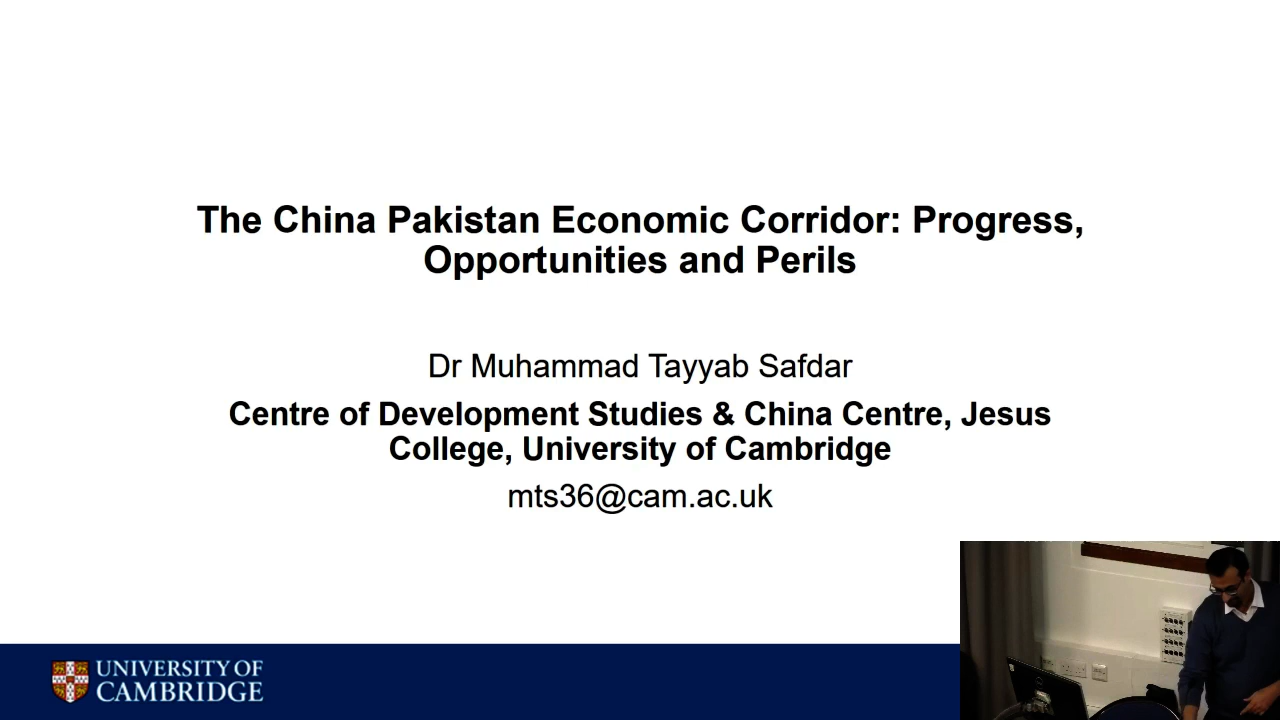 The China Pakistan Economic Corridor: Progress,
Opportunities and Perils
Dr Muhammad Tayyab Safdar
Centre of Development Studies & China Centre, Jesus
College, University of Cambridge
mts36@cam.ac.uk
UNIVERSITY OF
CAMBRIDGE